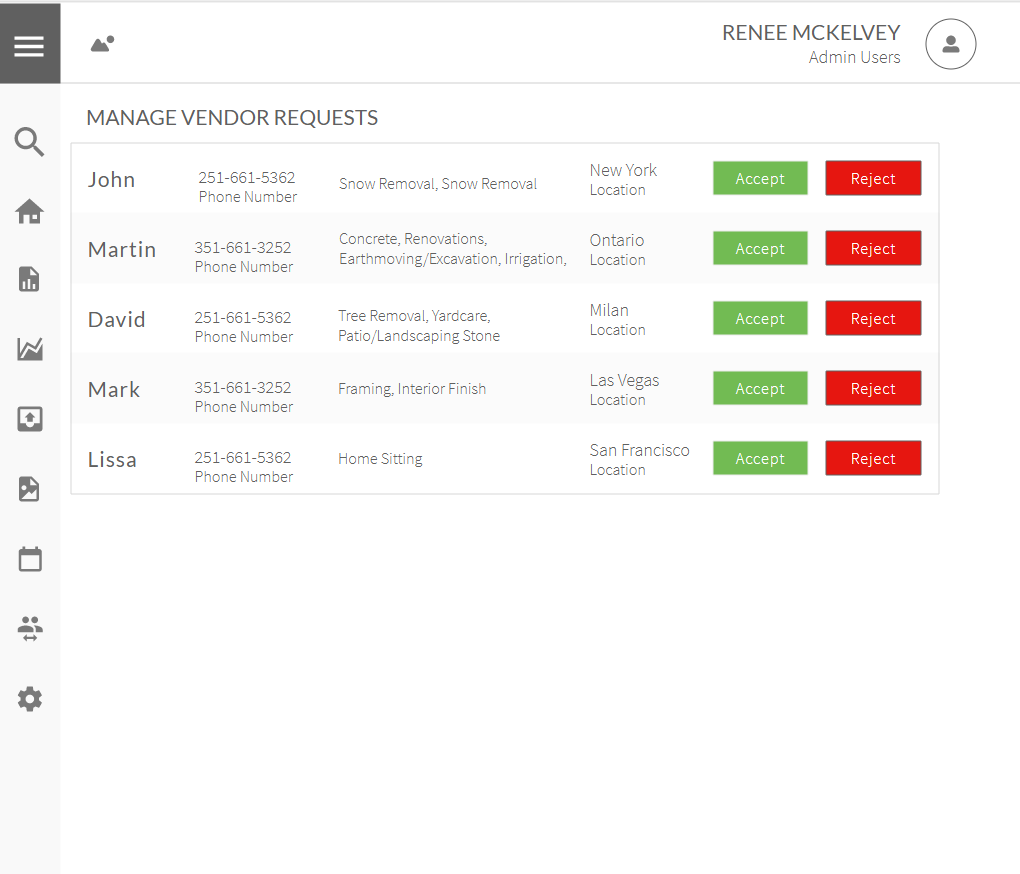 RENEE MCKELVEY
Admin Users
MANAGE VENDOR REQUESTS
John
251-661-5362
Phone Number
Snow Removal, Snow Removal
New York
Location
Accept
Reject
Martin
351-661-3252
Phone Number
Concrete, Renovations,
Earthmoving/Excavation, Irrigation,
Ontario
Location
Accept
Reject
David
251-661-5362
Phone Number
Tree Removal, Yardcare,
Patio/Landscaping Stone
Milan
Location
Accept
Reject
Mark
351-661-3252
Phone Number
Framing, Interior Finish
Las Vegas
Location
Accept
Reject
Lissa
251-661-5362
Phone Number
Home Sitting
San Francisco
Location
Accept
Reject